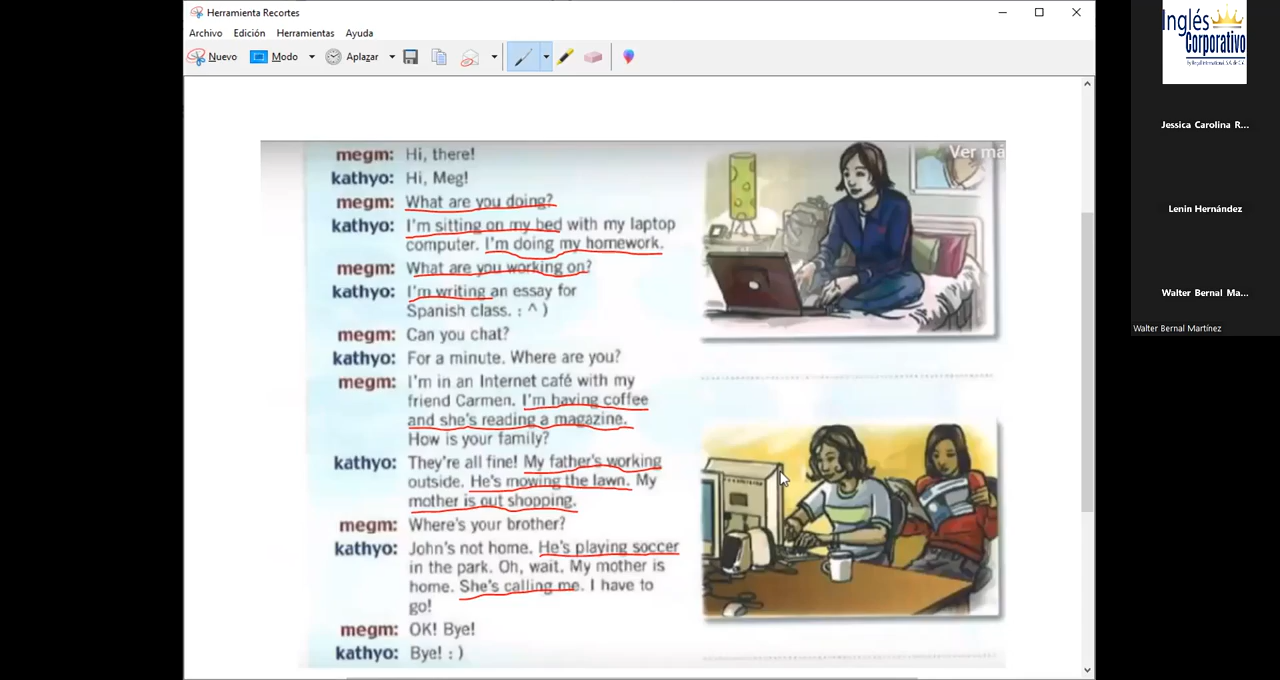 Herramienta Recortes
Archivo Edición Herramientas Ayuda
Nuevo Modo Aplazar
megm: Hi, there!
kathyo: Hi, Meg!
megm: What are you doing?
kathyo: I'm sitting on my bed with my laptop
computer. I'm doing my homework.
megm: What are you working on?
kathyo: I'm writing an essay for
Spanish class. : ^ )
megm: Can you chat?
kathyo: For a minute. Where are you?
megm: I'm in an Internet café with my
friend Carmen. I'm having coffee
and she's reading a magazine.
How is your family?
kathyo: They're all fine! My father's working
outside. He's mowing the lawn. My
mother is out shopping.
megm: Where's your brother?
kathyo: John's not home. He's playing soccer
in the park. Oh, wait. My mother is
home. She's calling me. I have to
go!
megm: OK! Bye!
kathyo: Bye! : )
Ver má
Inglés
Corporativo
Jessica Carolina R...
Lenin Hernández
Walter Bernal Ma...
Walter Bernal Martínez